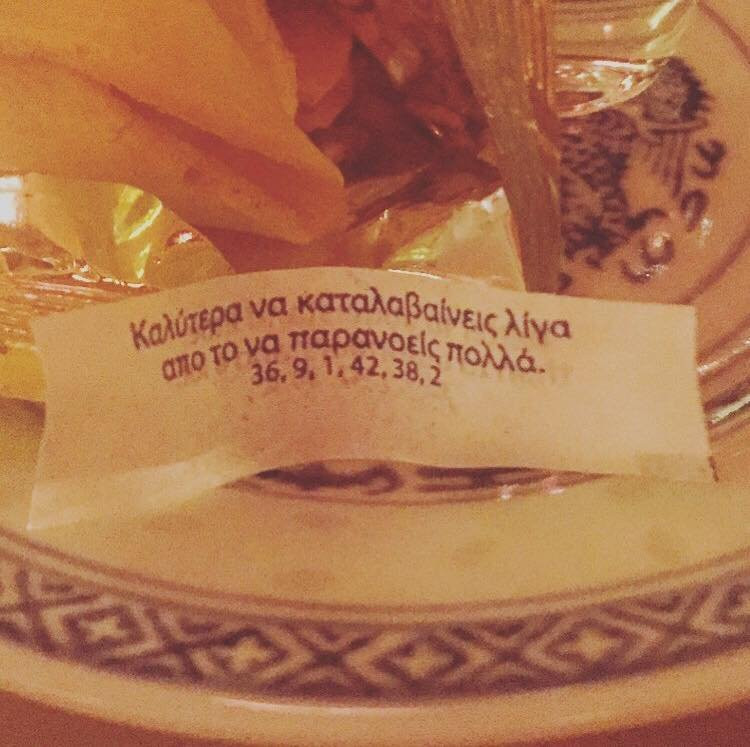 Καλύτερα να καταλαβαίνεις λίγα
απο το να παρανοείς πολλά.
36, 9, 1, 42, 38, 2